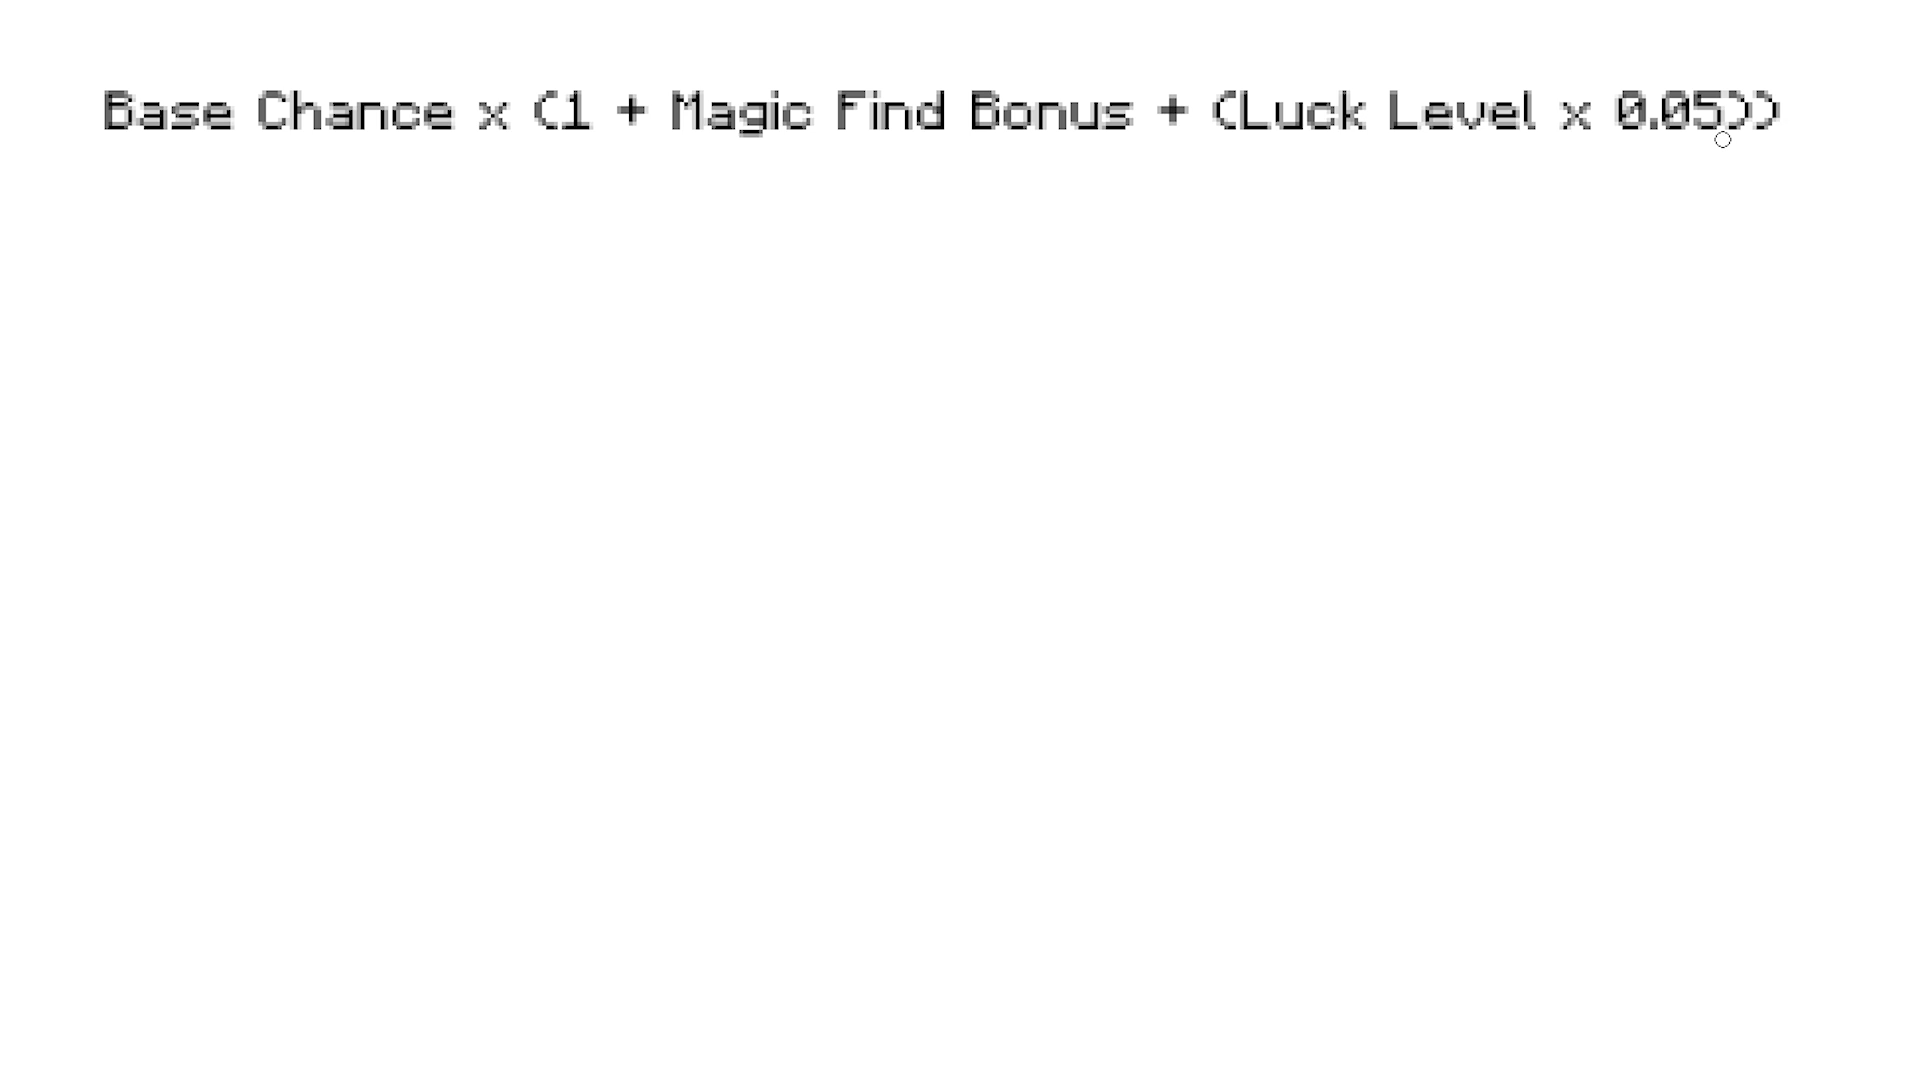 Base Chance x (1 + Magic Find Bonus + (Luck Level x 0.05))